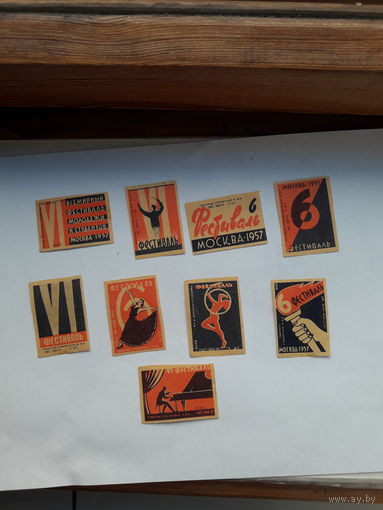 VI
ВСЕМИРНЫЙ
ФЕСТИВАЛЬ
МОЛОДЕЖИ
И СТУДЕНТОВ
МОСКВА-1957
VI
ФЕСТИВАЛЬ
6
Фестиваль
МОСКВА-1957
МОСКВА-1957
6
ФЕСТИВАЛЬ
VI
ФЕСТИВАЛЬ
ФЕСТИВАЛЬ
ФЕСТИВАЛЬ
6 ФЕСТИВАЛЬ
МОСКВА 1957
VI ФЕСТИВАЛЬ
www.ay.by